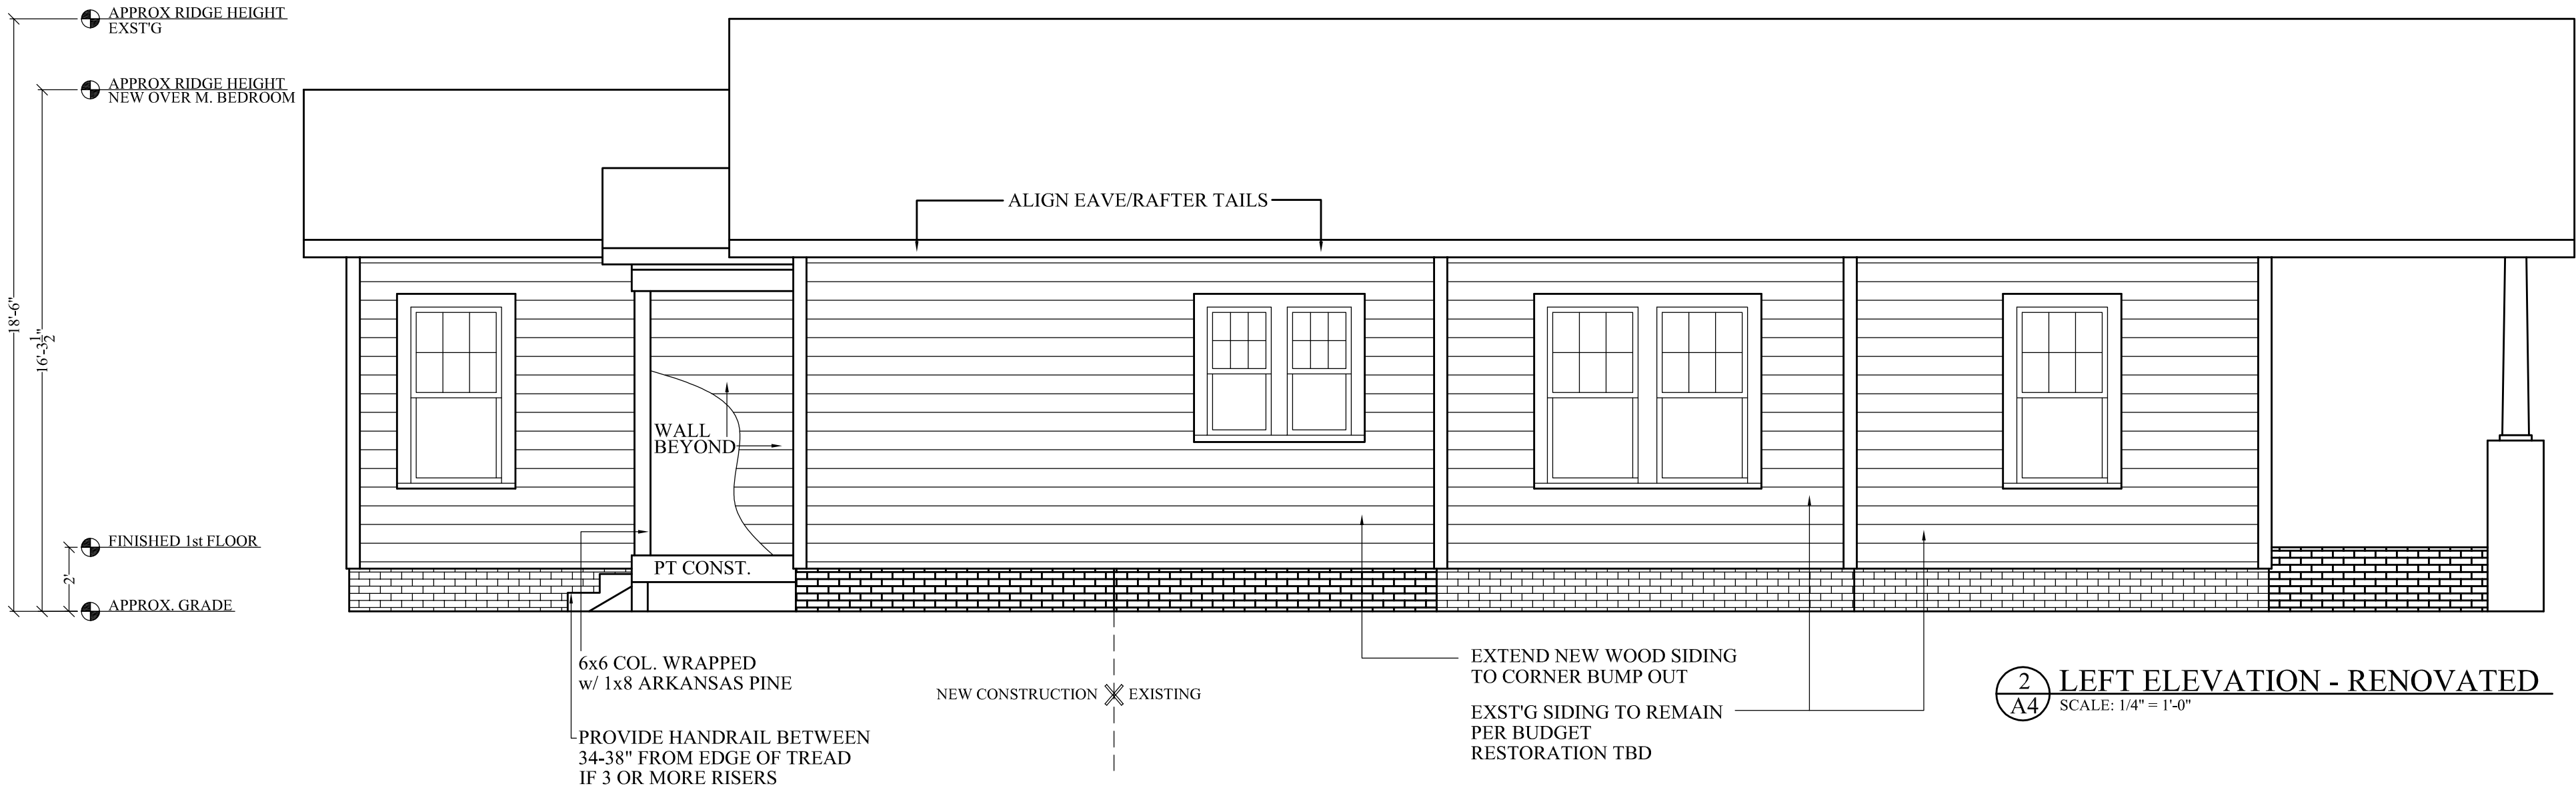 APPROX RIDGE HEIGHT
EXST'G
APPROX RIDGE HEIGHT
NEW OVER M. BEDROOM
18'-6"
16'-3 1/2"
ALIGN EAVE/RAFTER TAILS
WALL
BEYOND
FINISHED 1st FLOOR
2'
PT CONST.
APPROX. GRADE
6x6 COL. WRAPPED
w/ 1x8 ARKANSAS PINE
NEW CONSTRUCTION
EXISTING
PROVIDE HANDRAIL BETWEEN
34-38" FROM EDGE OF TREAD
IF 3 OR MORE RISERS
EXTEND NEW WOOD SIDING
TO CORNER BUMP OUT
EXST'G SIDING TO REMAIN
PER BUDGET
RESTORATION TBD
2
A4
LEFT ELEVATION - RENOVATED
SCALE: 1/4" = 1'-0"